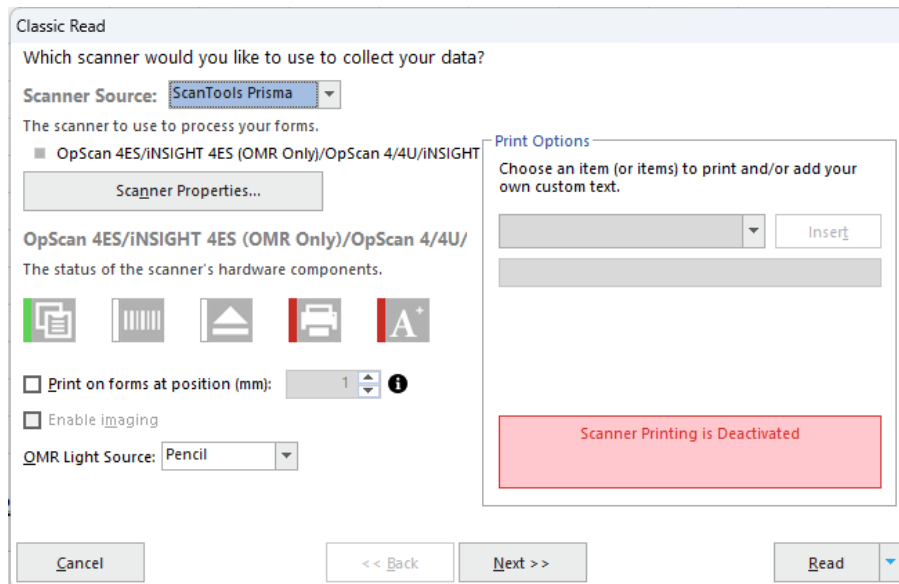 Classic Read
Which scanner would you like to use to collect your data?
Scanner Source: ScanTools Prisma
The scanner to use to process your forms.
OpScan 4ES/iNSIGHT 4ES (OMR Only)/OpScan 4/4U/iNSIGHT
Scanner Properties...
OpScan 4ES/iNSIGHT 4ES (OMR Only)/OpScan 4/4U/
The status of the scanner's hardware components.
A+
Print on forms at position (mm): 1 i
Enable imaging
OMR Light Source: Pencil
Print Options
Choose an item (or items) to print and/or add your
own custom text.
Insert
Scanner Printing is Deactivated
Cancel
<< Back
Next >>
Read